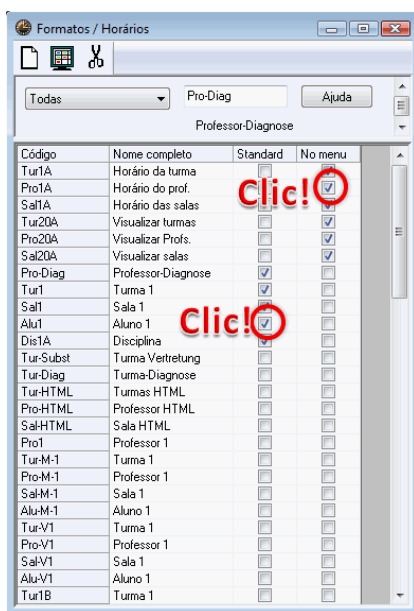 Formatos / Horários
Todas Pro-Diag Ajuda
Professor-Diagnose
Código Nome completo Standard No menu
Tur1A Horário da turma
Pro1A Horário do prof.
Sal1A Horário das salas
Clic!
Tur20A Visualizar turmas
Pro20A Visualizar Profs.
Sal20A Visualizar salas
Pro-Diag Professor-Diagnose
Tur1 Turma 1
Sal1 Sala 1
Alu1 Aluno 1
Clic!
Dis1A Disciplina
Tur-Subst Turma Vertretung
Tur-Diag Turma-Diagnose
Tur-HTML Turmas HTML
Pro-HTML Professor HTML
Sal-HTML Sala HTML
Pro1 Professor 1
Tur-M-1 Turma 1
Pro-M-1 Professor 1
Sal-M-1 Sala 1
Alu-M-1 Aluno 1
Tur-V1 Turma 1
Pro-V1 Professor 1
Sal-V1 Sala 1
Alu-V1 Aluno 1
Tur1B Turma 1